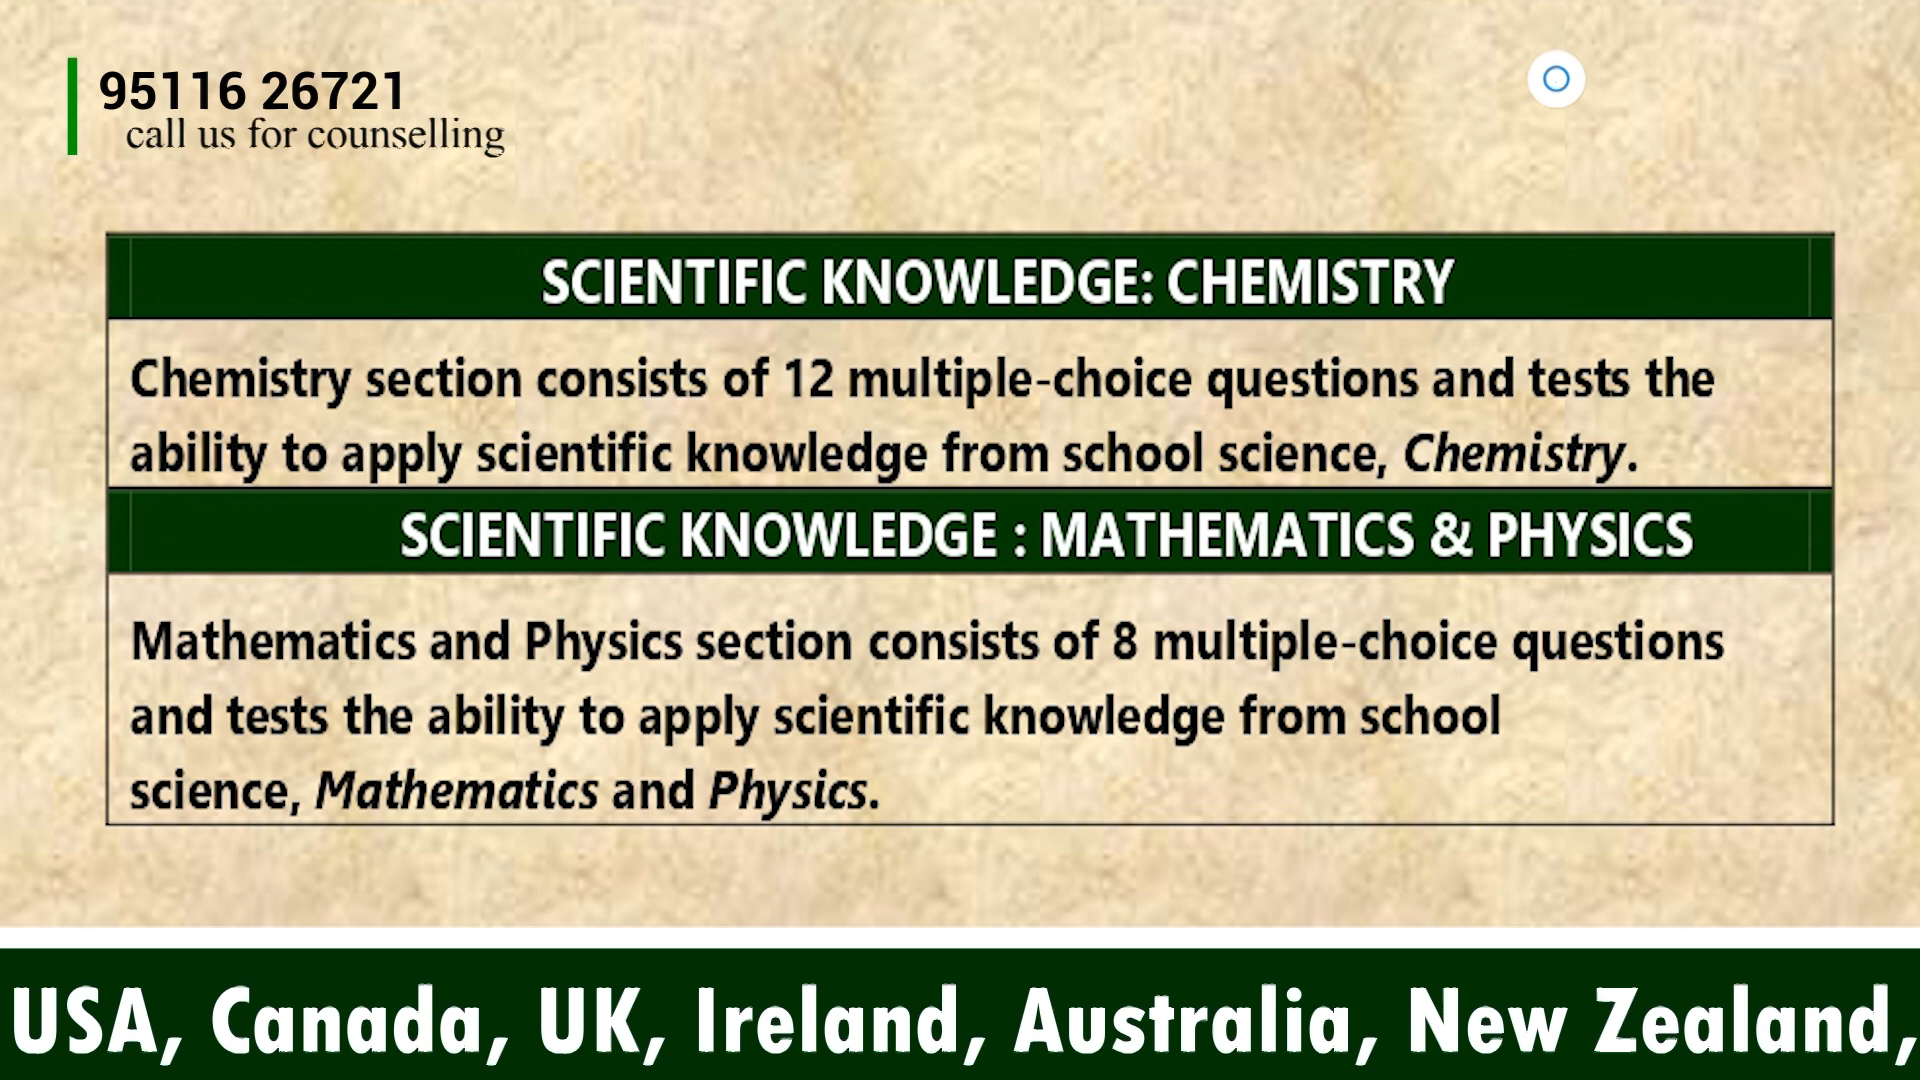 95116 26721
call us for counselling
SCIENTIFIC KNOWLEDGE: CHEMISTRY
Chemistry section consists of 12 multiple-choice questions and tests the
ability to apply scientific knowledge from school science, Chemistry.
SCIENTIFIC KNOWLEDGE : MATHEMATICS & PHYSICS
Mathematics and Physics section consists of 8 multiple-choice questions
and tests the ability to apply scientific knowledge from school
science, Mathematics and Physics.
USA, Canada, UK, Ireland, Australia, New Zealand,